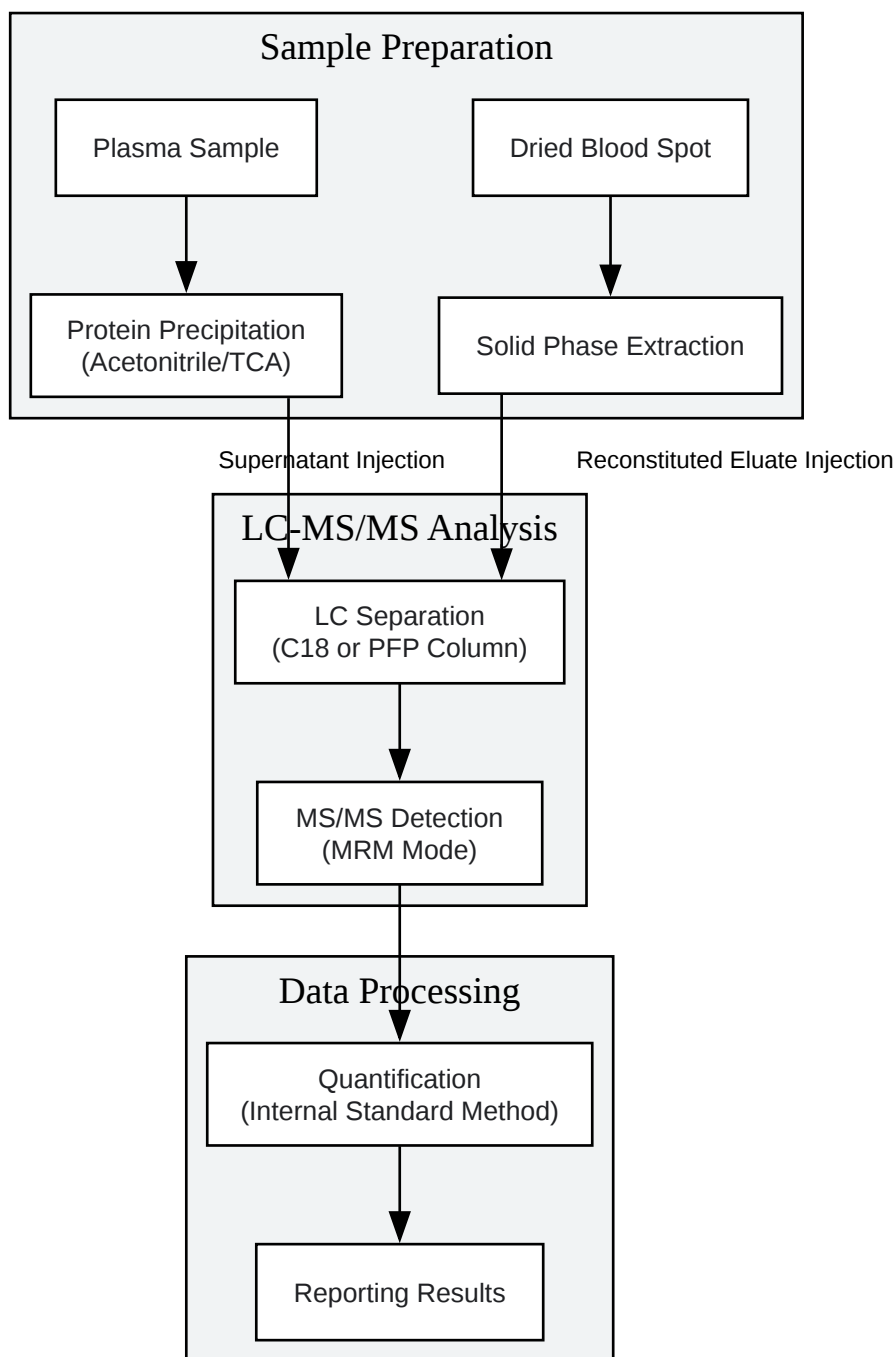 Sample Preparation
Plasma Sample
Dried Blood Spot
Protein Precipitation
(Acetonitrile/TCA)
Solid Phase Extraction
Supernatant Injection
Reconstituted Eluate Injection
LC-MS/MS Analysis
LC Separation
(C18 or PFP Column)
MS/MS Detection
(MRM Mode)
Data Processing
Quantification
(Internal Standard Method)
Reporting Results